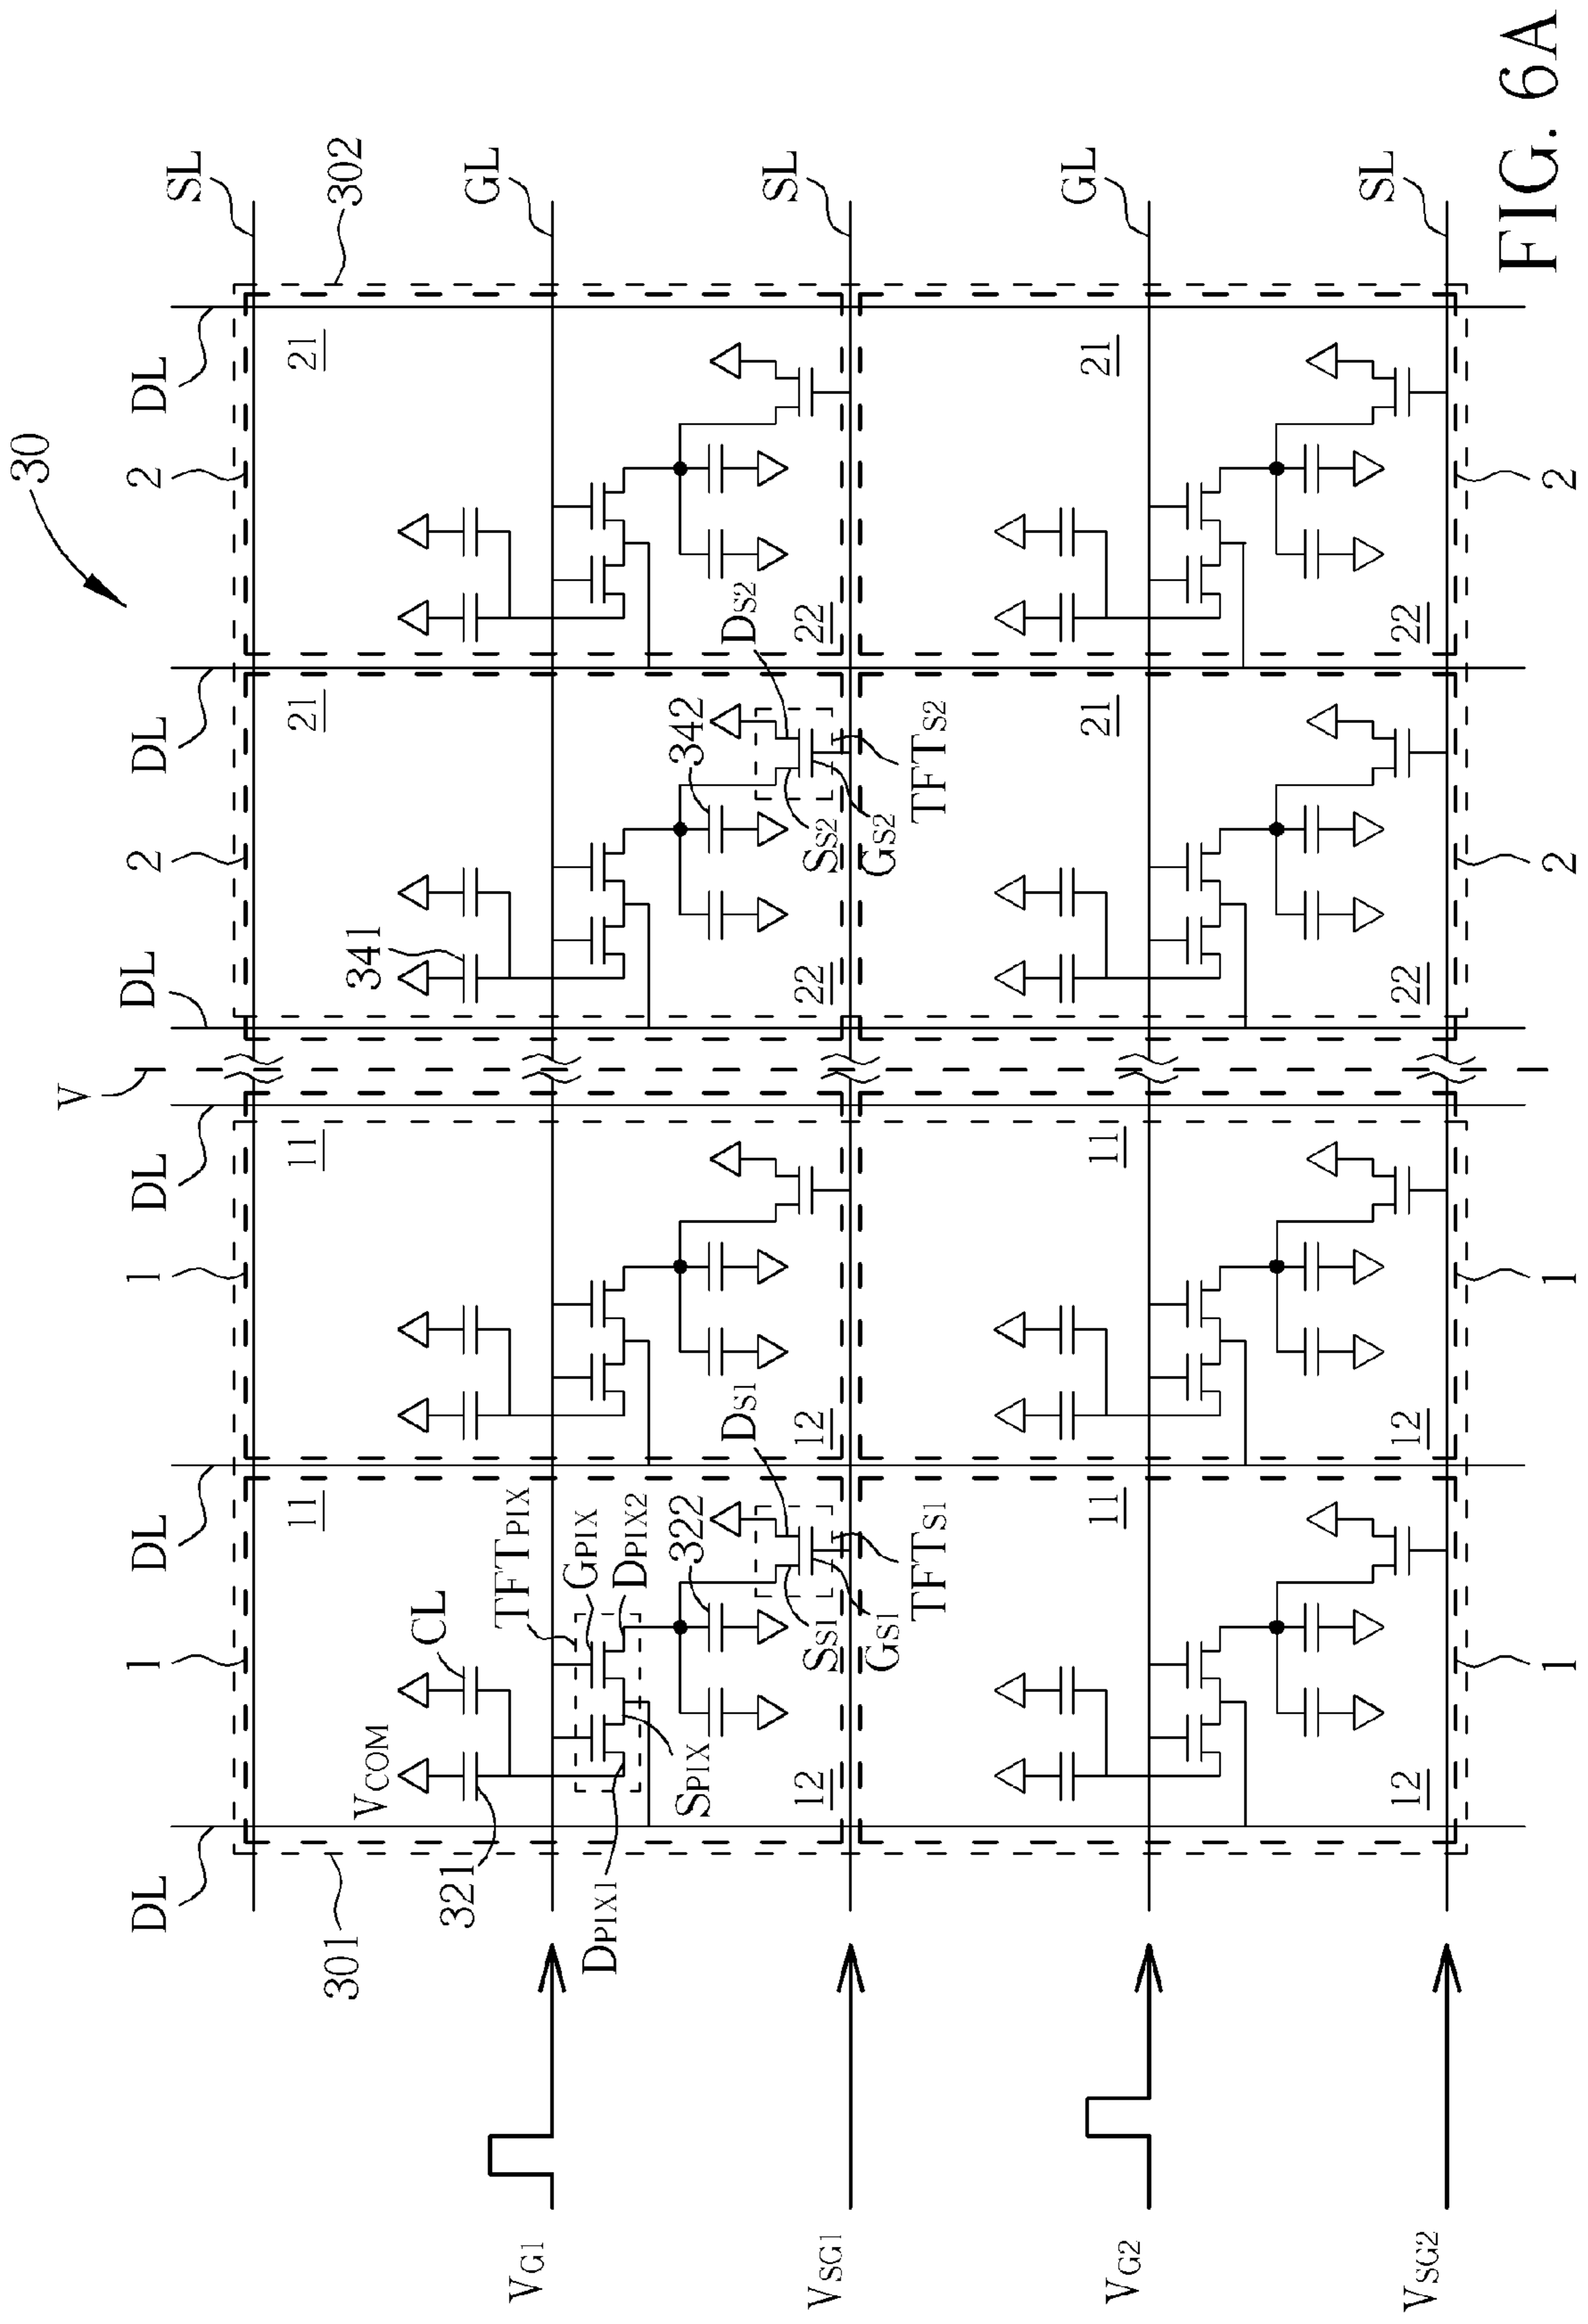 30
V
DL
DL
DL
DL
DL
DL
1
1
2
2
SL
301
302
11
11
21
21
VCOM
CL
341
321
GL
VG1
TFTPIX
GPIX
DPIX1
DPIX2
SPIX
322
342
DS1
DS2
12
12
22
22
SS1
SS2
SL
VSG1
GS1
GS2
TFTS1
TFTS2
11
11
21
21
GL
VG2
12
12
22
22
SL
VSG2
1
1
2
2
FIG. 6A